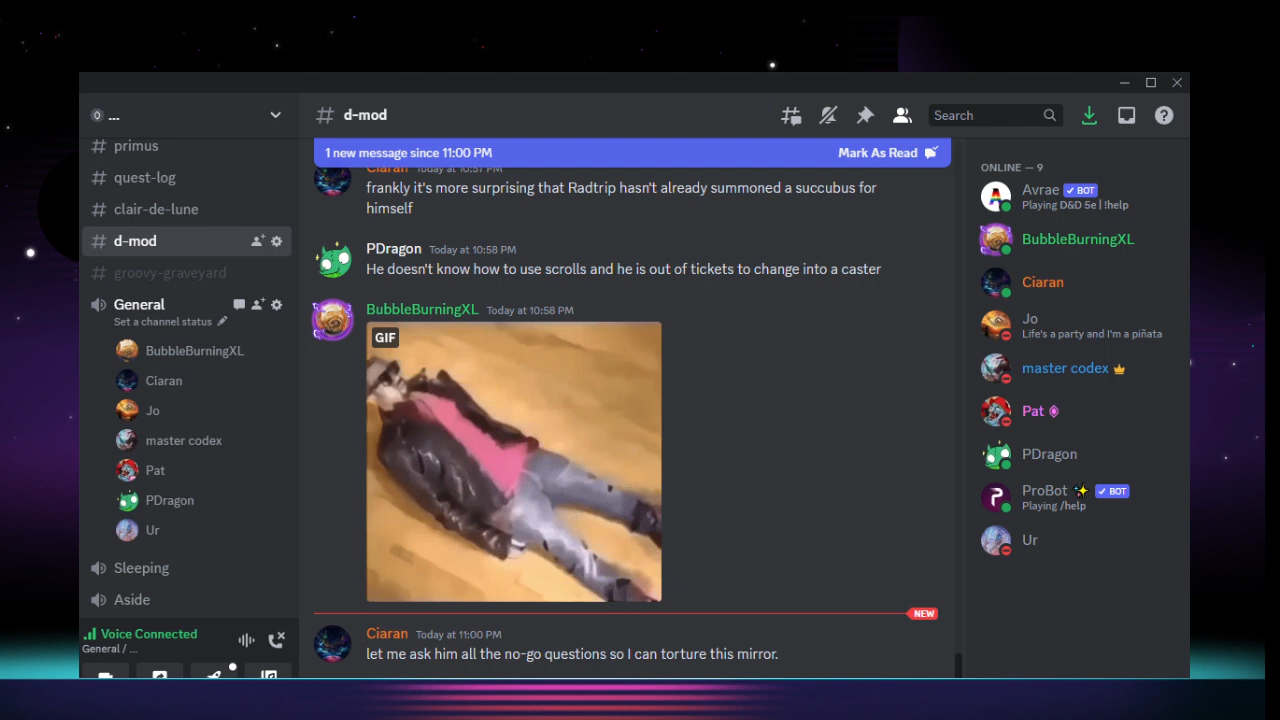 ...
primus
quest-log
clair-de-lune
d-mod
groovy-graveyard
General
Set a channel status
BubbleBurningXL
Ciaran
Jo
master codex
Pat
PDragon
Ur
Sleeping
Aside
Voice Connected
General / ...
d-mod
Search
1 new message since 11:00 PM
Mark As Read
Ciaran Today at 10:57 PM
frankly it's more surprising that Radtrip hasn't already summoned a succubus for
himself
PDragon Today at 10:58 PM
He doesn't know how to use scrolls and he is out of tickets to change into a caster
BubbleBurningXL Today at 10:58 PM
GIF
NEW
Ciaran Today at 11:00 PM
let me ask him all the no-go questions so I can torture this mirror.
ONLINE — 9
Avrae ✓ BOT
Playing D&D 5e | !help
BubbleBurningXL
Ciaran
Jo
Life's a party and I'm a piñata
master codex
Pat
PDragon
ProBot ✨ ✓ BOT
Playing /help
Ur